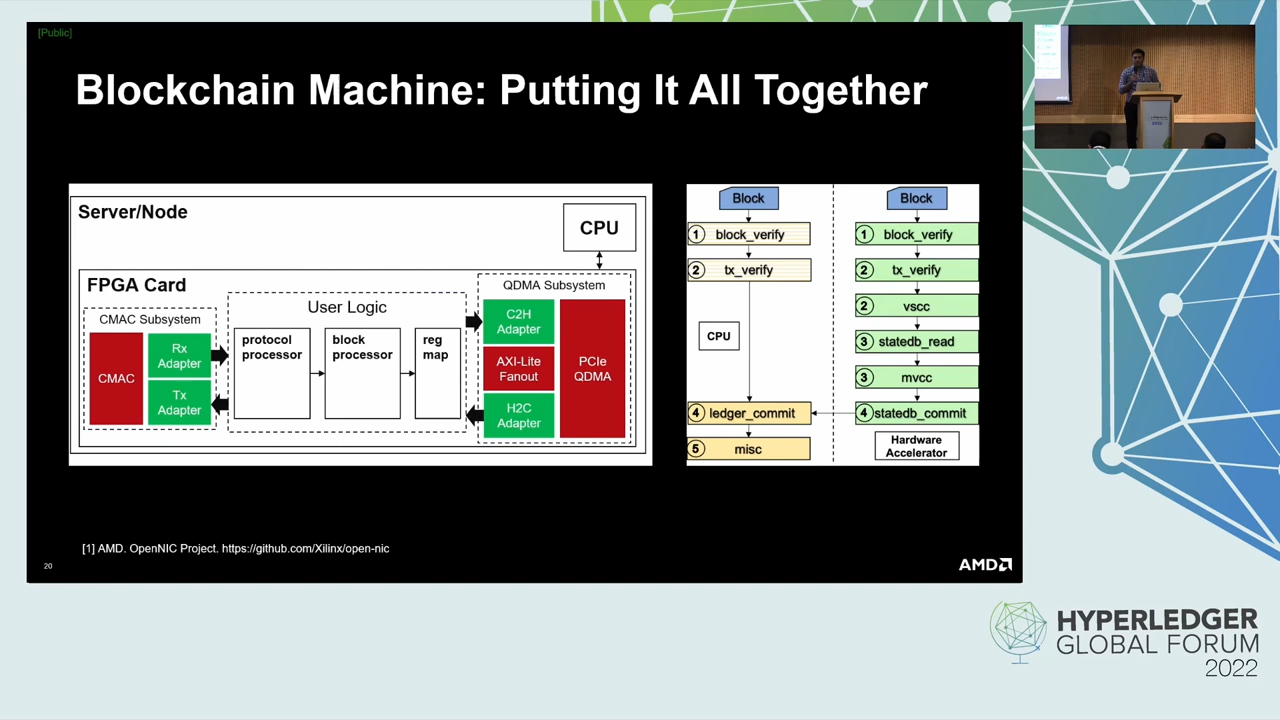 [Public]
Blockchain Machine: Putting It All Together
Server/Node
CPU
FPGA Card
CMAC Subsystem
CMAC
Rx
Adapter
Tx
Adapter
User Logic
protocol
processor
block
processor
reg
map
QDMA Subsystem
C2H
Adapter
AXI-Lite
Fanout
H2C
Adapter
PCIe
QDMA
Block
1 block_verify
2 tx_verify
CPU
4 ledger_commit
5 misc
Block
1 block_verify
2 tx_verify
2 vscc
3 statedb_read
3 mvcc
4 statedb_commit
Hardware
Accelerator
[1] AMD. OpenNIC Project. https://github.com/Xilinx/open-nic
20
AMD
HYPERLEDGER
GLOBAL FORUM
2022